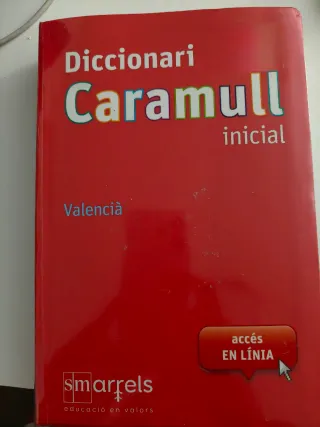 Diccionari
Caramull
inicial
Valencià
accés
EN LÍNIA
sm arrels
educació en valors